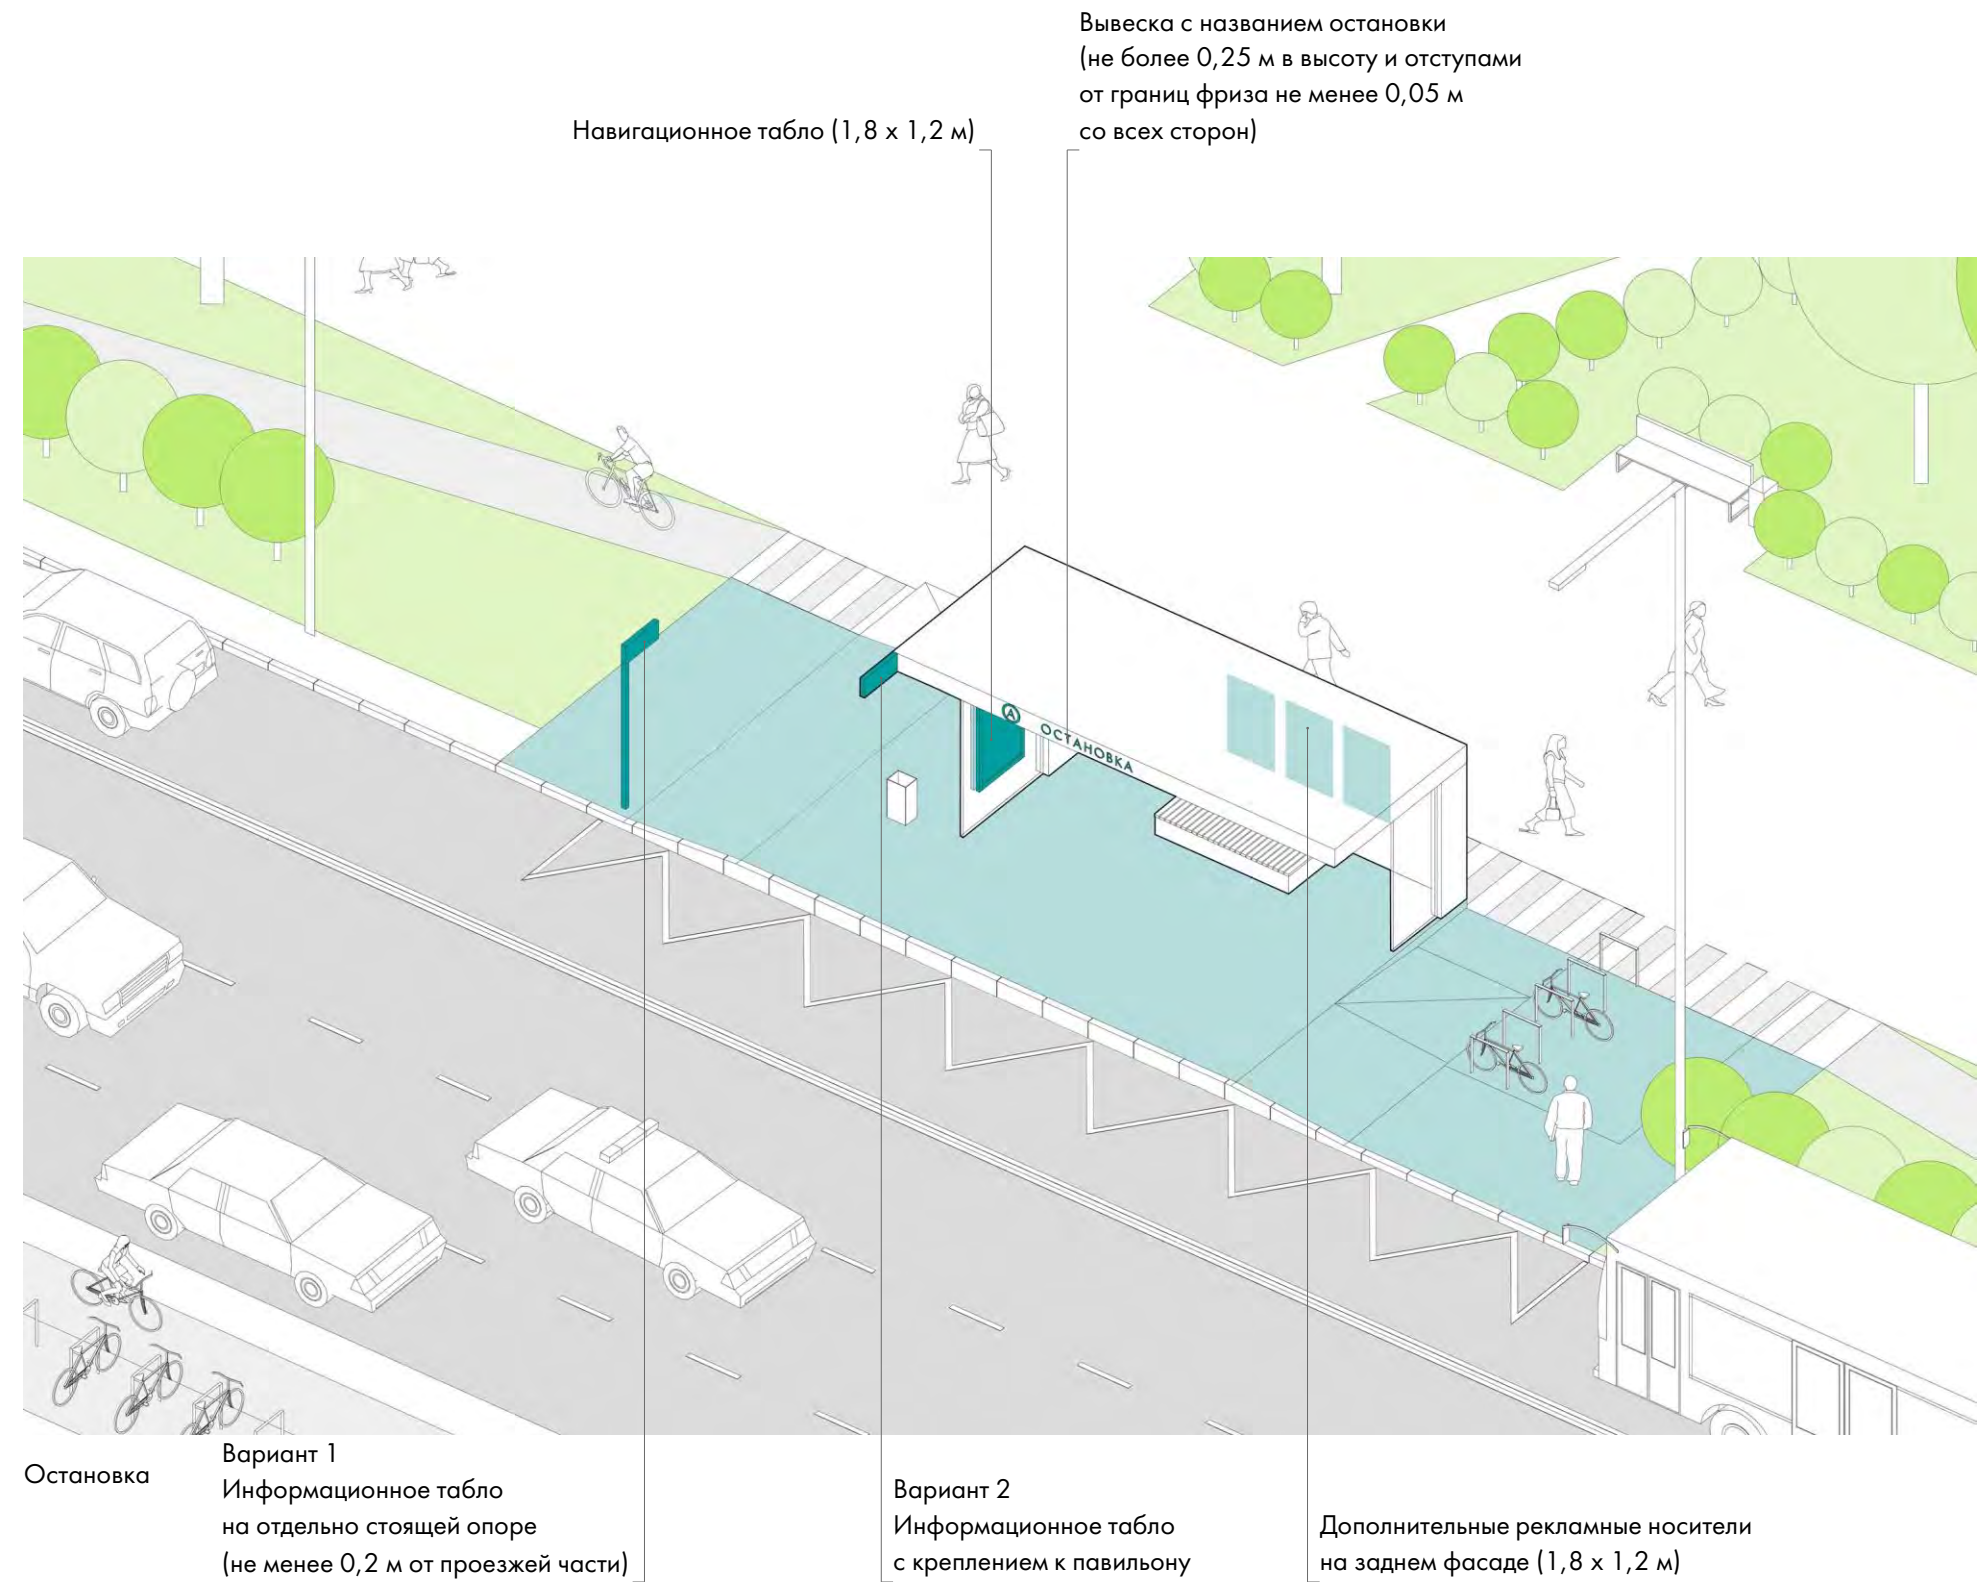 Вывеска с названием остановки
(не более 0,25 м в высоту и отступами
от границ фриза не менее 0,05 м
со всех сторон)
Навигационное табло (1,8 x 1,2 м)
А ОСТАНОВКА
Остановка
Вариант 1
Информационное табло
на отдельно стоящей опоре
(не менее 0,2 м от проезжей части)
Вариант 2
Информационное табло
с креплением к павильону
Дополнительные рекламные носители
на заднем фасаде (1,8 x 1,2 м)